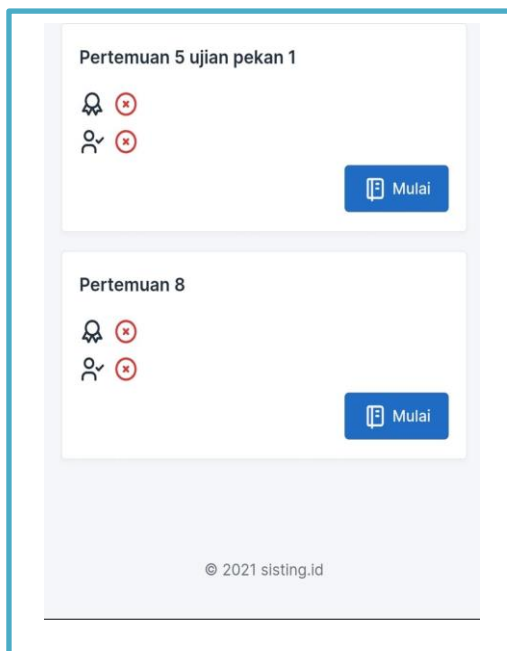 Pertemuan 5 ujian pekan 1
Mulai
Pertemuan 8
Mulai
© 2021 sisting.id